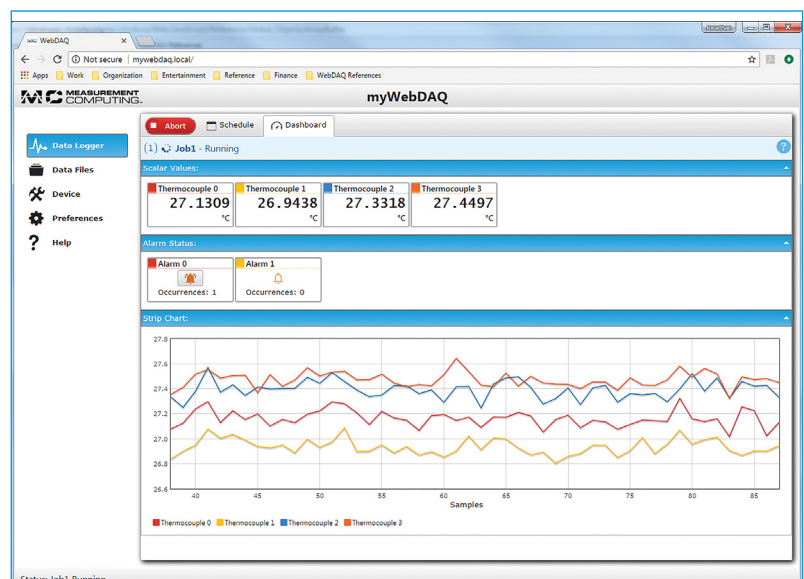 WebDAQ
Not secure | mywebdaq.local/
Apps Work Organization Entertainment Reference Finance WebDAQ References
MEASUREMENT
COMPUTING.
myWebDAQ
Abort Schedule Dashboard
(1) Job1 - Running
?
Data Logger
Data Files
Device
Preferences
? Help
Scalar Values:
Thermocouple 0 Thermocouple 1 Thermocouple 2 Thermocouple 3
27.1309 26.9438 27.3318 27.4497
°C °C °C °C
Alarm Status:
Alarm 0 Alarm 1
Occurrences: 1 Occurrences: 0
Strip Chart:
27.8
27.6
27.4
27.2
27.0
26.8
26.6
40 45 50 55 60 65 70 75 80 85
Samples
Thermocouple 0 Thermocouple 1 Thermocouple 2 Thermocouple 3
Status: Job1 Running